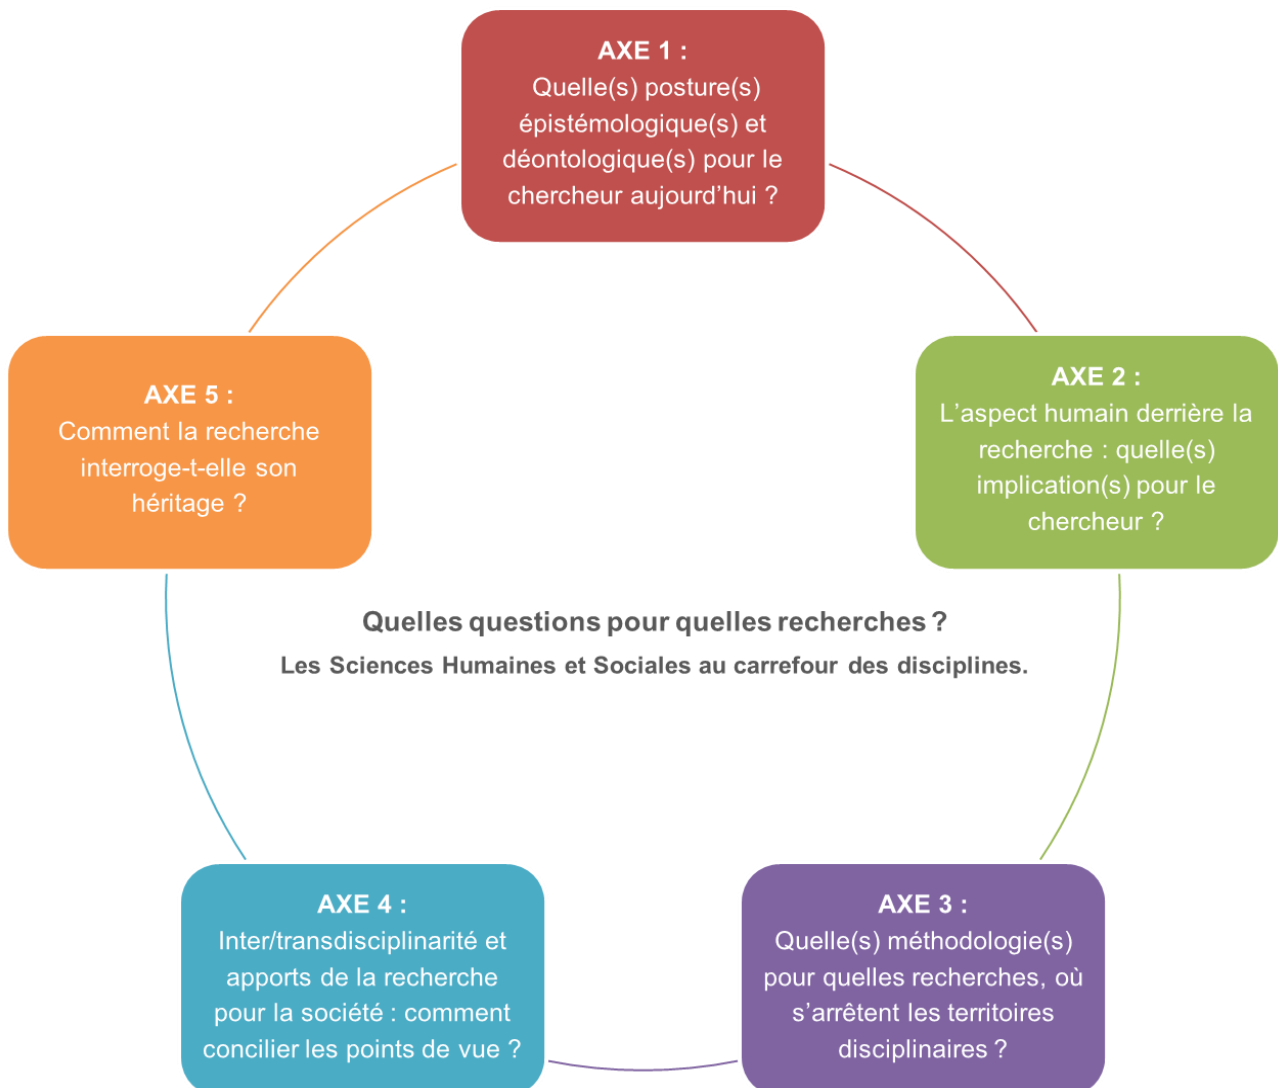 AXE 1 :
Quelle(s) posture(s)
épistémologique(s) et
déontologique(s) pour le
chercheur aujourd’hui ?
AXE 2 :
L’aspect humain derrière la
recherche : quelle(s)
implication(s) pour le
chercheur ?
AXE 5 :
Comment la recherche
interroge-t-elle son
héritage ?
Quelles questions pour quelles recherches ?
Les Sciences Humaines et Sociales au carrefour des disciplines.
AXE 4 :
Inter/transdisciplinarité et
apports de la recherche
pour la société : comment
concilier les points de vue ?
AXE 3 :
Quelle(s) méthodologie(s)
pour quelles recherches, où
s’arrêtent les territoires
disciplinaires ?